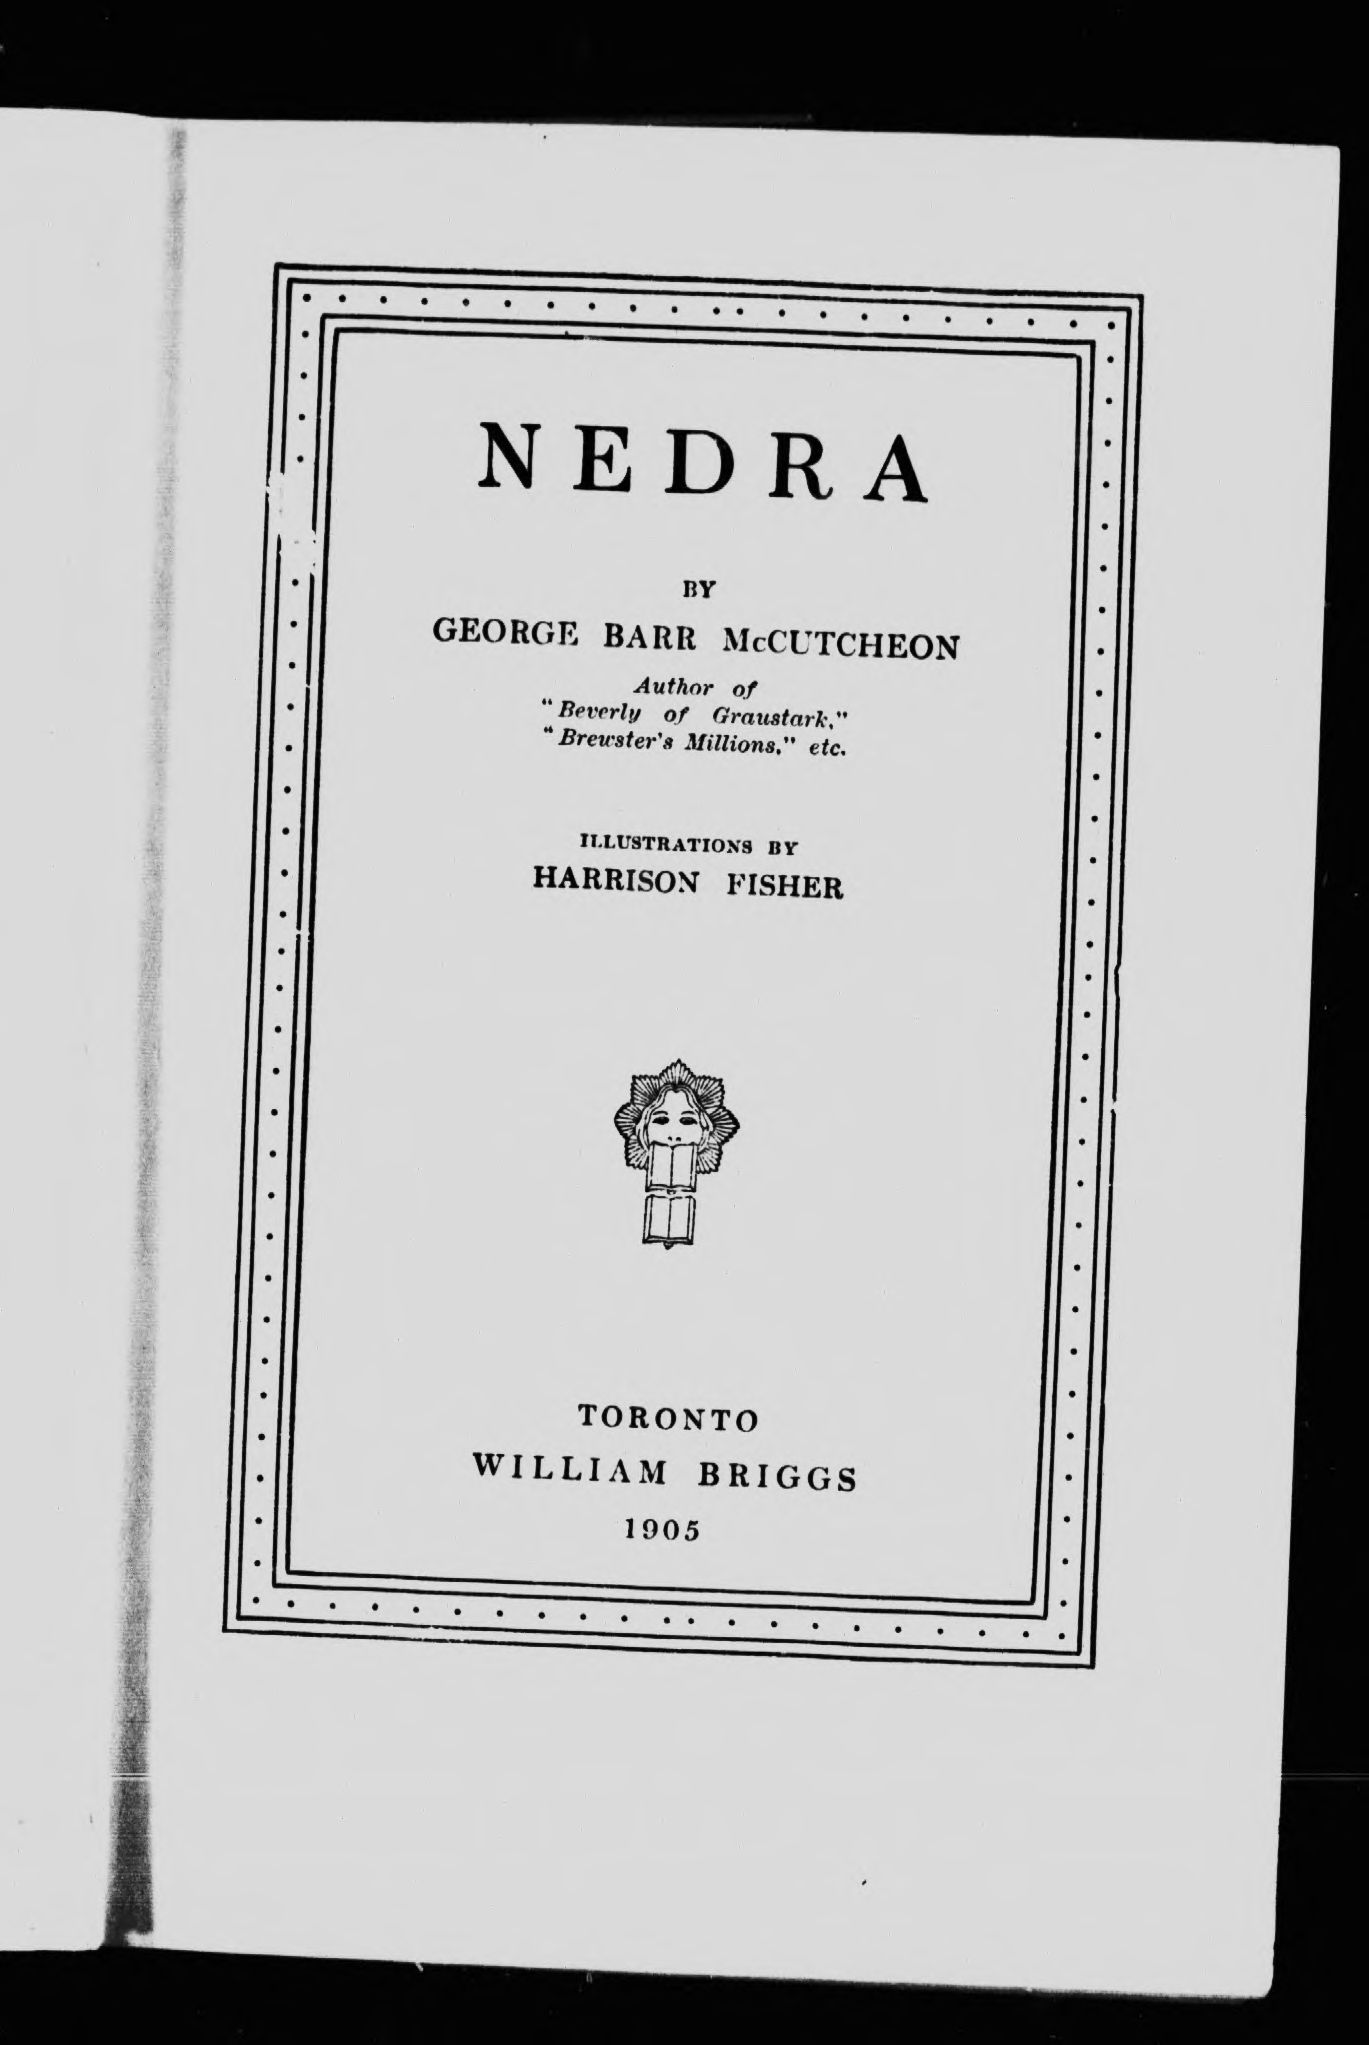 NEDRA
BY
GEORGE BARR McCUTCHEON
Author of
"Beverly of Graustark,"
"Brewster's Millions," etc.
ILLUSTRATIONS BY
HARRISON FISHER
TORONTO
WILLIAM BRIGGS
1905